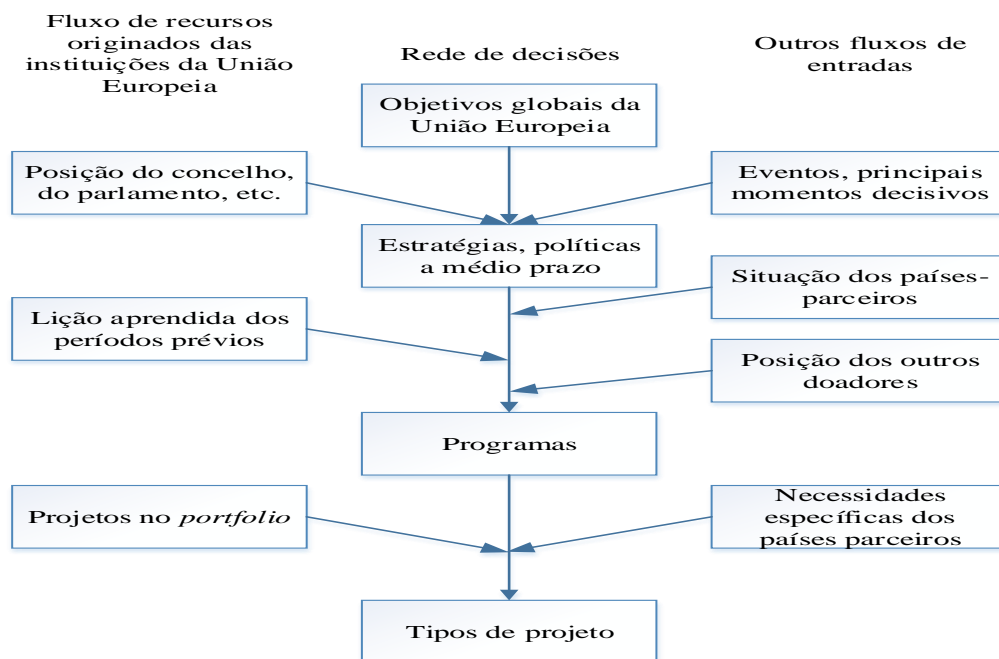 Fluxo de recursos
originados das
instituições da União
Europeia
Rede de decisões
Outros fluxos de
entradas
Objetivos globais da
União Europeia
Posição do concelho,
do parlamento, etc.
Eventos, principais
momentos decisivos
Estratégias, políticas
a médio prazo
Situação dos países-
parceiros
Lição aprendida dos
períodos prévios
Posição dos outros
doadores
Programas
Projetos no portfolio
Necessidades
específicas dos
países parceiros
Tipos de projeto